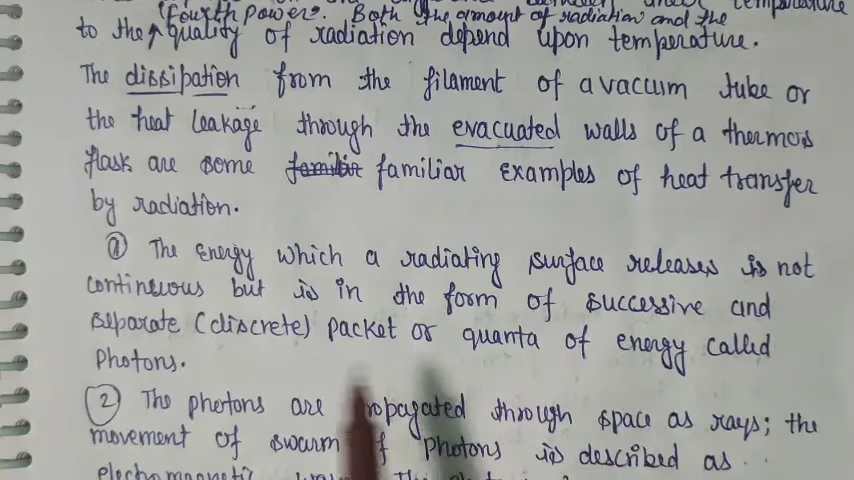 temperature
Fourth power. Both the amount of radiation and the
to the quality of radiation depend upon temperature.
The dissipation from the filament of a vaccum tube or
the heat leakage through the evacuated walls of a thermos
flask are some familiar examples of heat transfer
by radiation.
① The energy which a radiating surface releases is not
continuous but is in the form of successive and
separate (discrete) packet or quanta of energy called
Photons.
② The photons are propagated through space as rays; the
movement of swarm of photons is described as